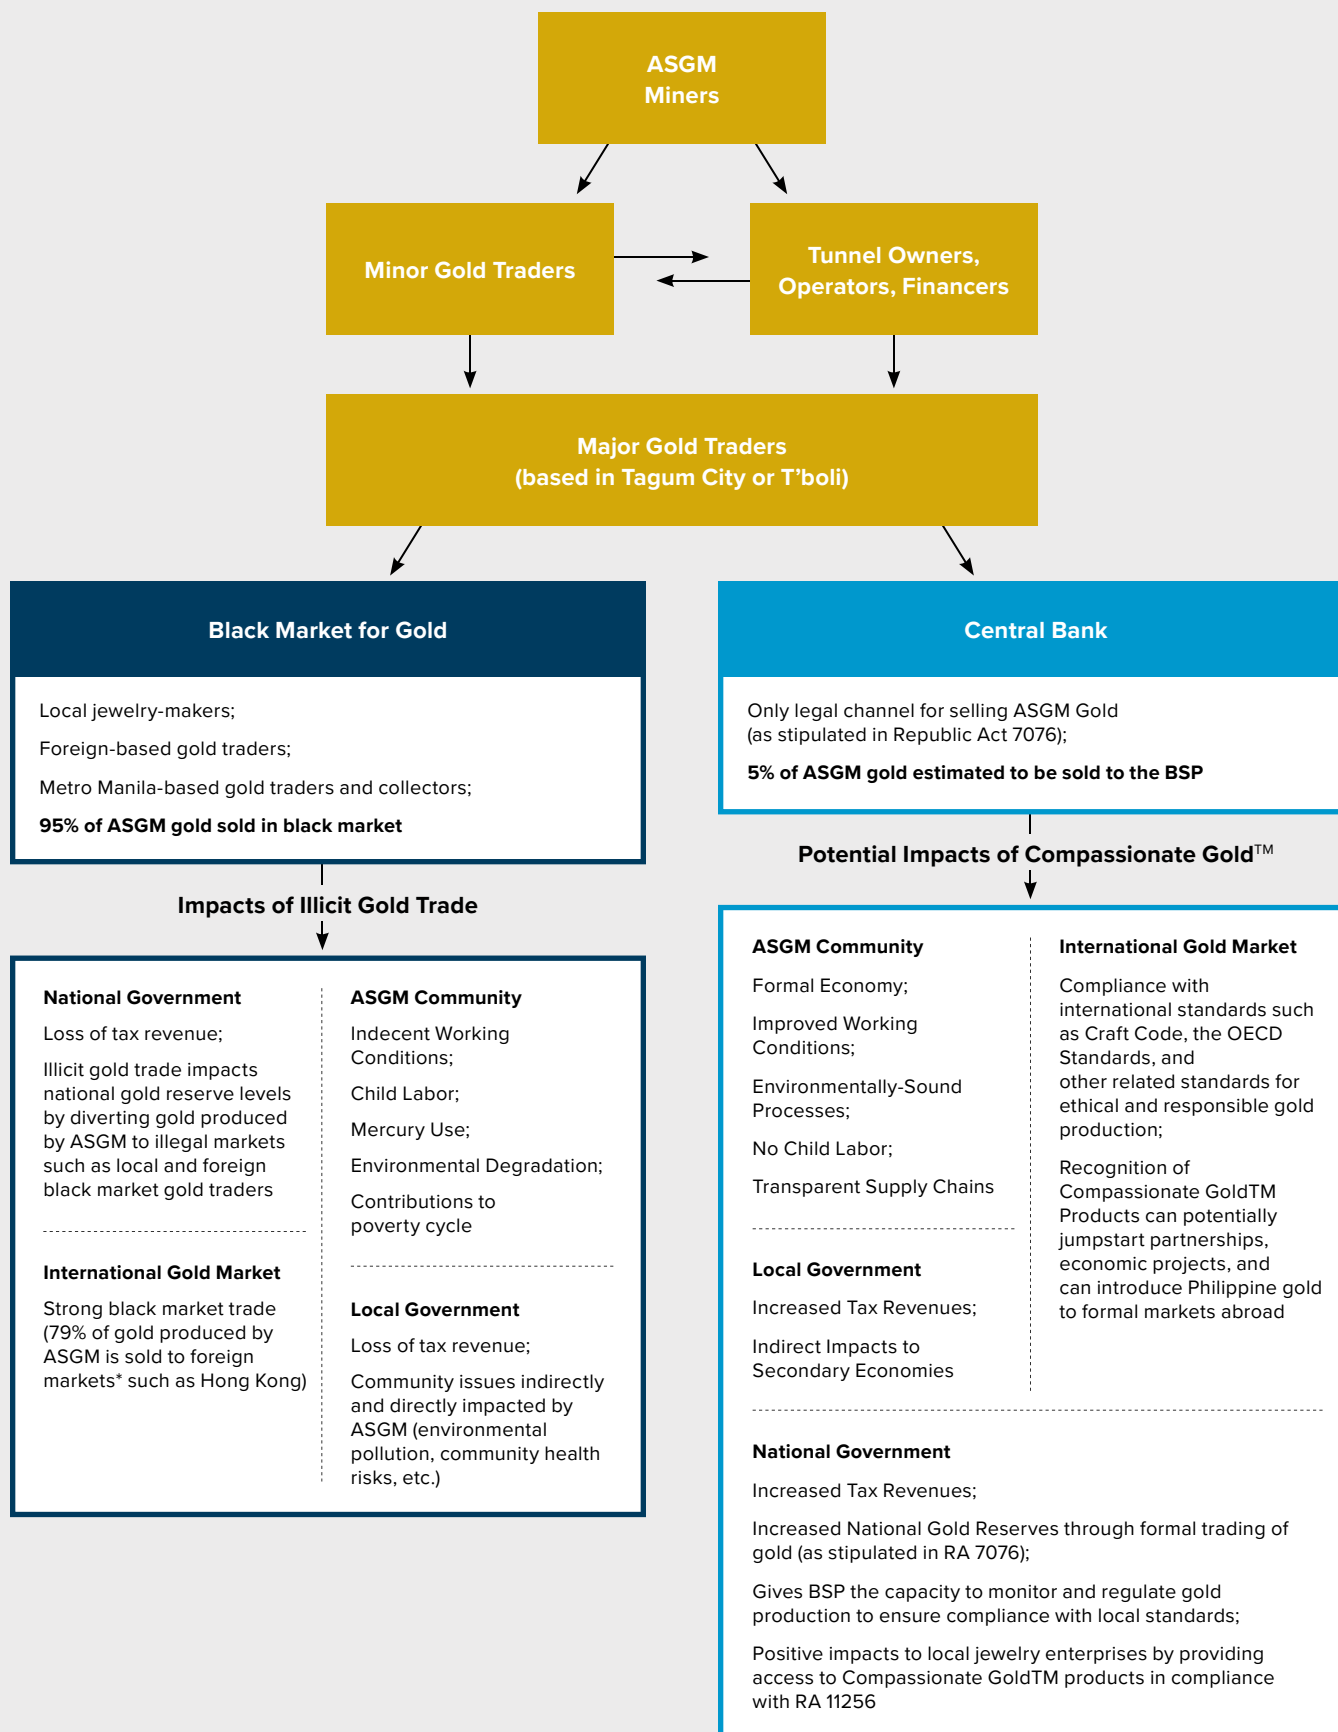 ASGM
Miners
Minor Gold Traders
Tunnel Owners,
Operators, Financers
Major Gold Traders
(based in Tagum City or T'boli)
Black Market for Gold
Local jewelry-makers;
Foreign-based gold traders;
Metro Manila-based gold traders and collectors;
95% of ASGM gold sold in black market
Impacts of Illicit Gold Trade
National Government
Loss of tax revenue;
Illicit gold trade impacts
national gold reserve levels
by diverting gold produced
by ASGM to illegal markets
such as local and foreign
black market gold traders
International Gold Market
Strong black market trade
(79% of gold produced by
ASGM is sold to foreign
markets* such as Hong Kong)
ASGM Community
Indecent Working
Conditions;
Child Labor;
Mercury Use;
Environmental Degradation;
Contributions to
poverty cycle
Local Government
Loss of tax revenue;
Community issues indirectly
and directly impacted by
ASGM (environmental
pollution, community health
risks, etc.)
Central Bank
Only legal channel for selling ASGM Gold
(as stipulated in Republic Act 7076);
5% of ASGM gold estimated to be sold to the BSP
Potential Impacts of Compassionate Gold™
ASGM Community
Formal Economy;
Improved Working
Conditions;
Environmentally-Sound
Processes;
No Child Labor;
Transparent Supply Chains
Local Government
Increased Tax Revenues;
Indirect Impacts to
Secondary Economies
International Gold Market
Compliance with
international standards such
as Craft Code, the OECD
Standards, and
other related standards for
ethical and responsible gold
production;
Recognition of
Compassionate GoldTM
Products can potentially
jumpstart partnerships,
economic projects, and
can introduce Philippine gold
to formal markets abroad
National Government
Increased Tax Revenues;
Increased National Gold Reserves through formal trading of
gold (as stipulated in RA 7076);
Gives BSP the capacity to monitor and regulate gold
production to ensure compliance with local standards;
Positive impacts to local jewelry enterprises by providing
access to Compassionate GoldTM products in compliance
with RA 11256